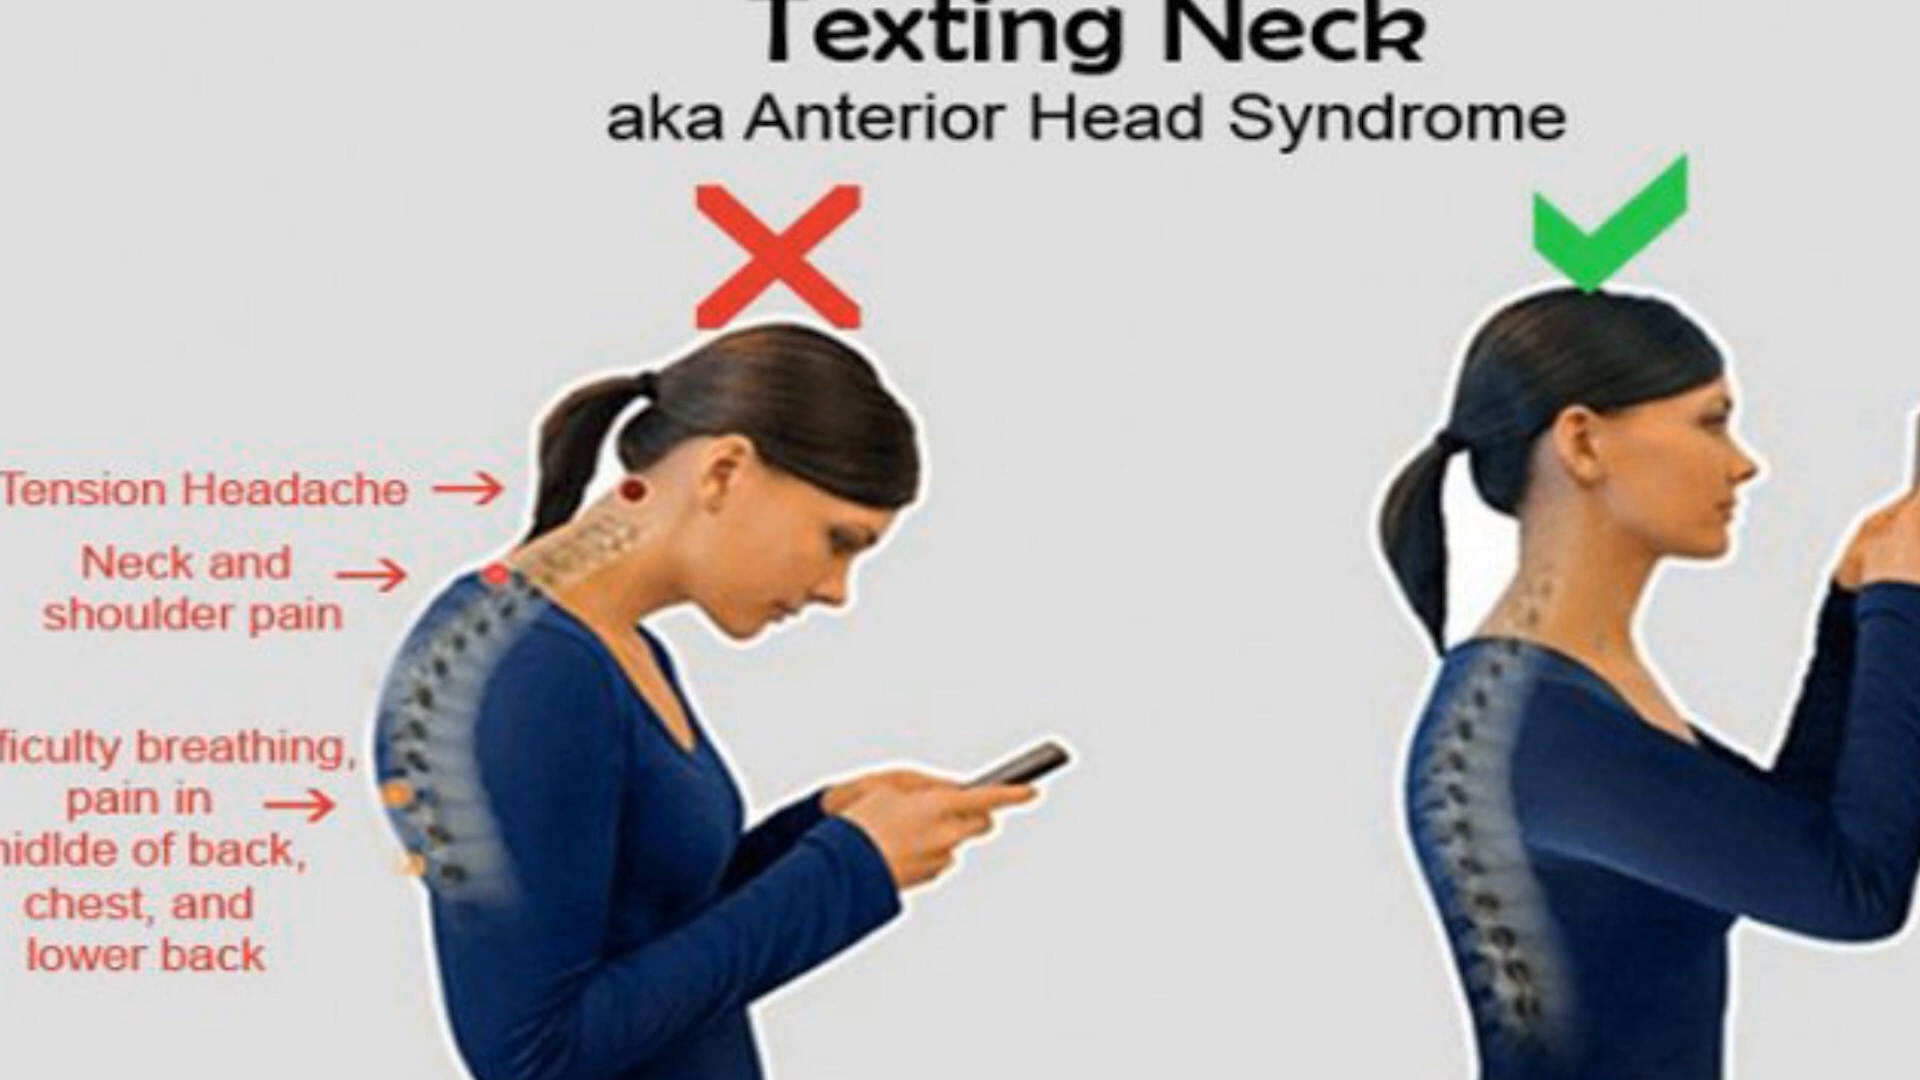 Texting Neck
aka Anterior Head Syndrome
Tension Headache
Neck and
shoulder pain
ficulty breathing,
pain in
nidlde of back,
chest, and
lower back